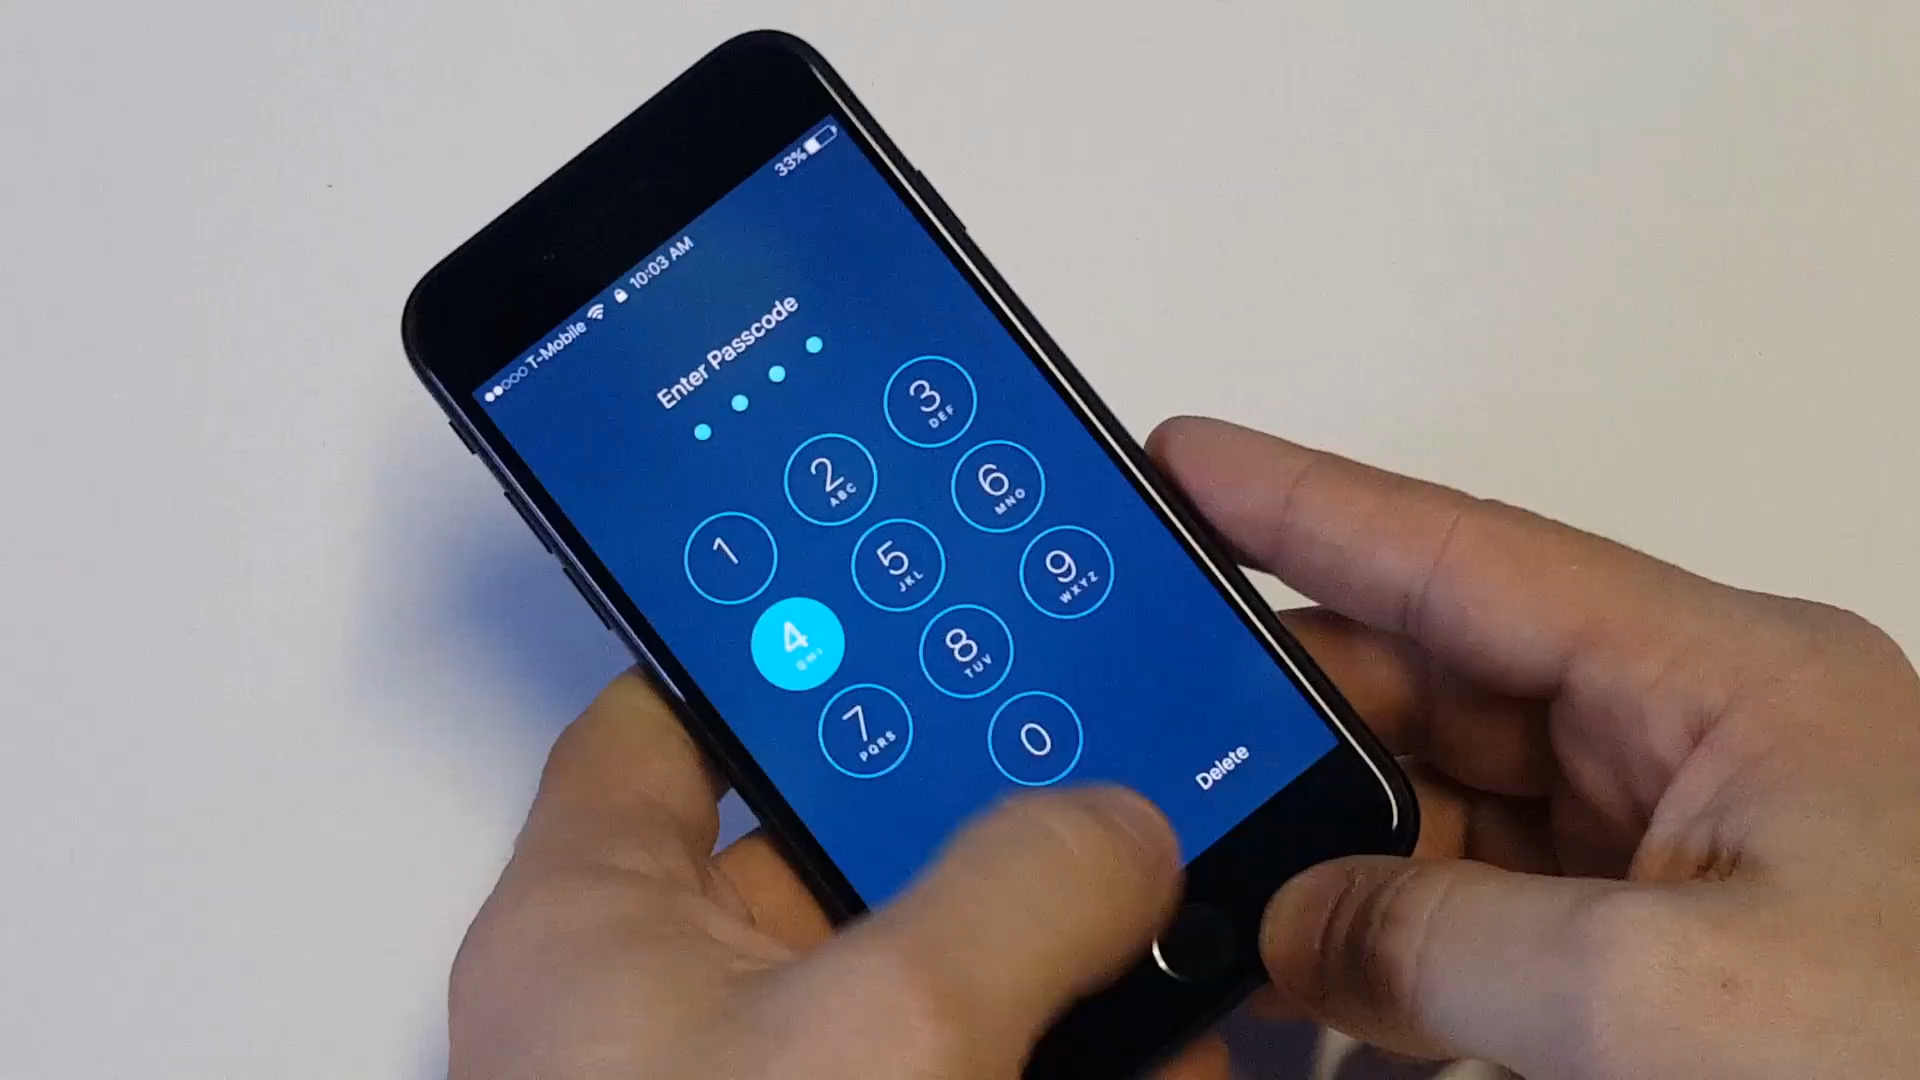 T-Mobile 10:03 AM 33%
Enter Passcode
1
2 ABC
3 DEF
4 GHI
5 JKL
6 MNO
7 PQRS
8 TUV
9 WXYZ
0
Delete